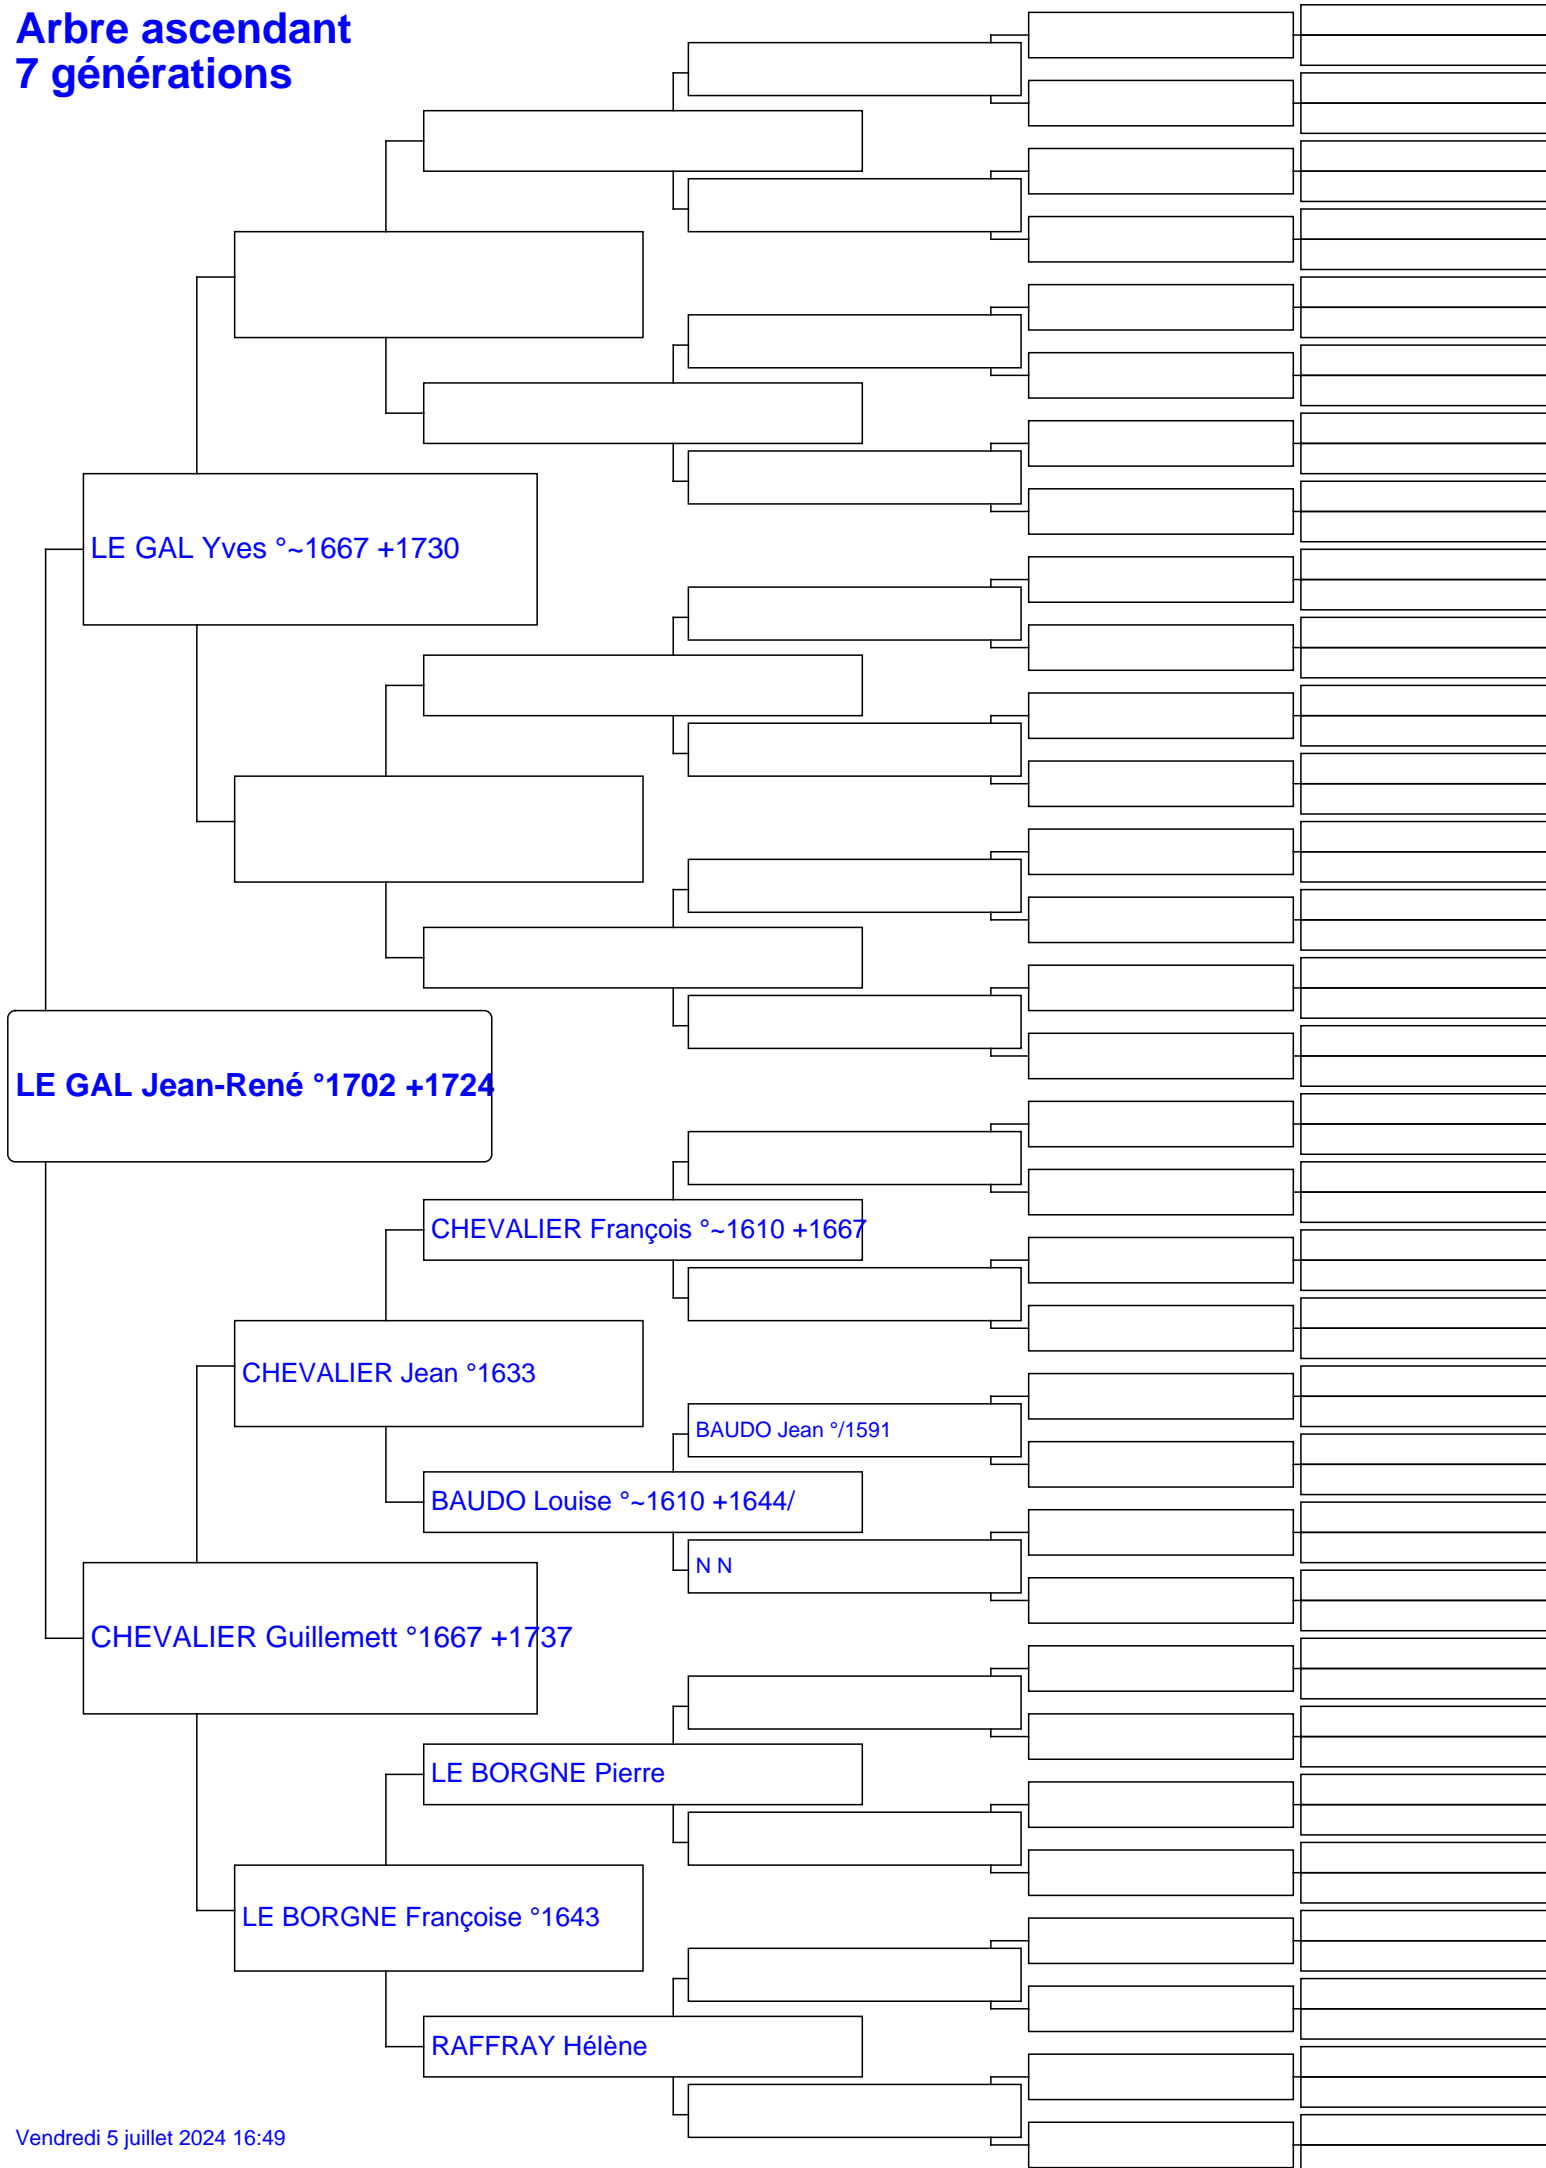 Arbre ascendant
7 générations
LE GAL Yves °~1667 +1730
LE GAL Jean-René °1702 +1724
CHEVALIER François °~1610 +1667
CHEVALIER Jean °1633
BAUDO Jean °/1591
BAUDO Louise °~1610 +1644/
N N
CHEVALIER Guillemett °1667 +1737
LE BORGNE Pierre
LE BORGNE Françoise °1643
RAFFRAY Hélène
Vendredi 5 juillet 2024 16:49